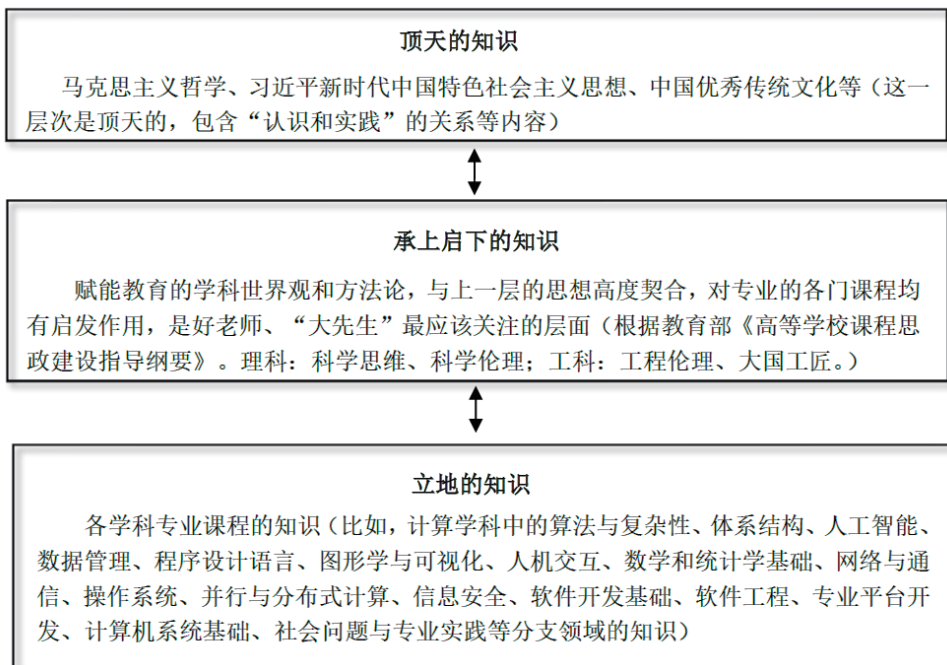 顶天的知识
马克思主义哲学、习近平新时代中国特色社会主义思想、中国优秀传统文化等（这一
层次是顶天的，包含“认识和实践”的关系等内容）
承上启下的知识
赋能教育的学科世界观和方法论，与上一层的思想高度契合，对专业的各门课程均
有启发作用，是好老师、“大先生”最应该关注的层面（根据教育部《高等学校课程思
政建设指导纲要》。理科：科学思维、科学伦理；工科：工程伦理、大国工匠。）
立地的知识
各学科专业课程的知识（比如，计算学科中的算法与复杂性、体系结构、人工智能、
数据管理、程序设计语言、图形学与可视化、人机交互、数学和统计学基础、网络与通
信、操作系统、并行与分布式计算、信息安全、软件开发基础、软件工程、专业平台开
发、计算机系统基础、社会问题与专业实践等分支领域的知识）